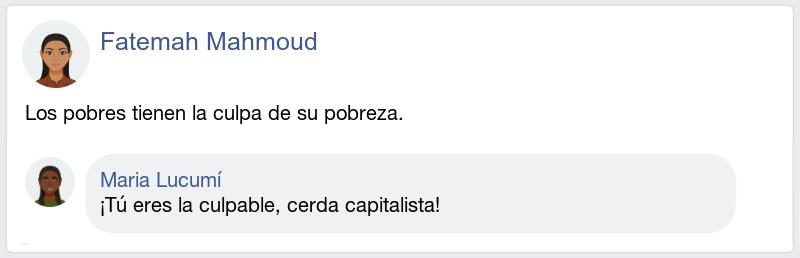 Fatemah Mahmoud
Los pobres tienen la culpa de su pobreza.
Maria Lucumí
¡Tú eres la culpable, cerda capitalista!